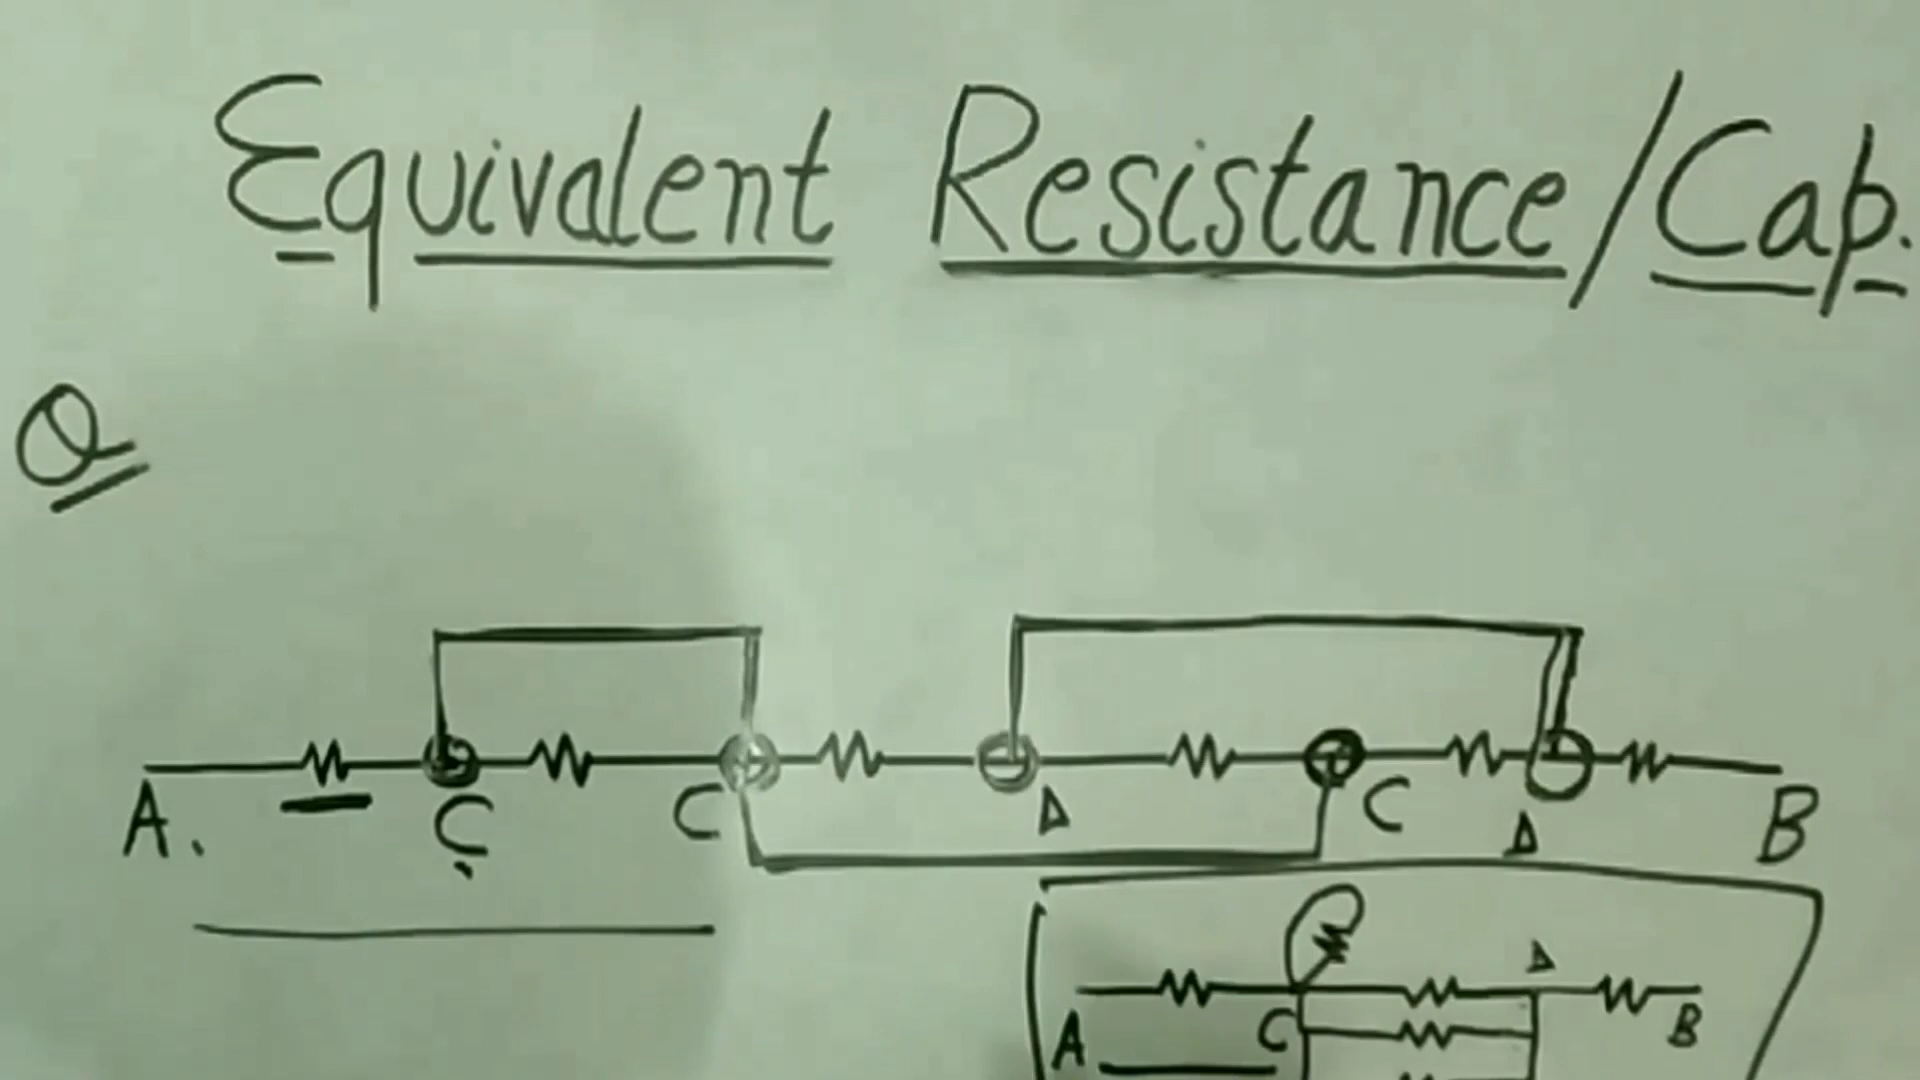 Equivalent Resistance/Cap.
Q
A. C C D C D B
D
A C B